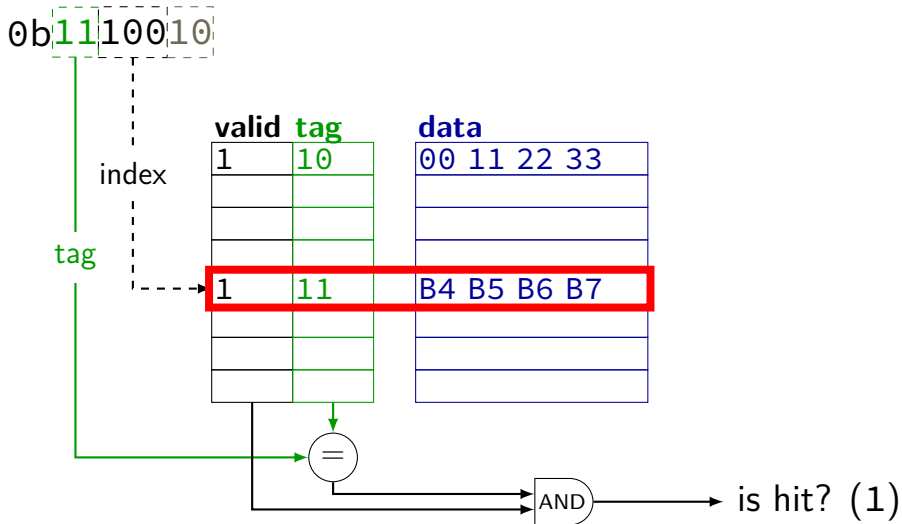 0b1110010
valid tag data
1 10 00 11 22 33
index
tag
1 11 B4 B5 B6 B7
=
AND
is hit? (1)